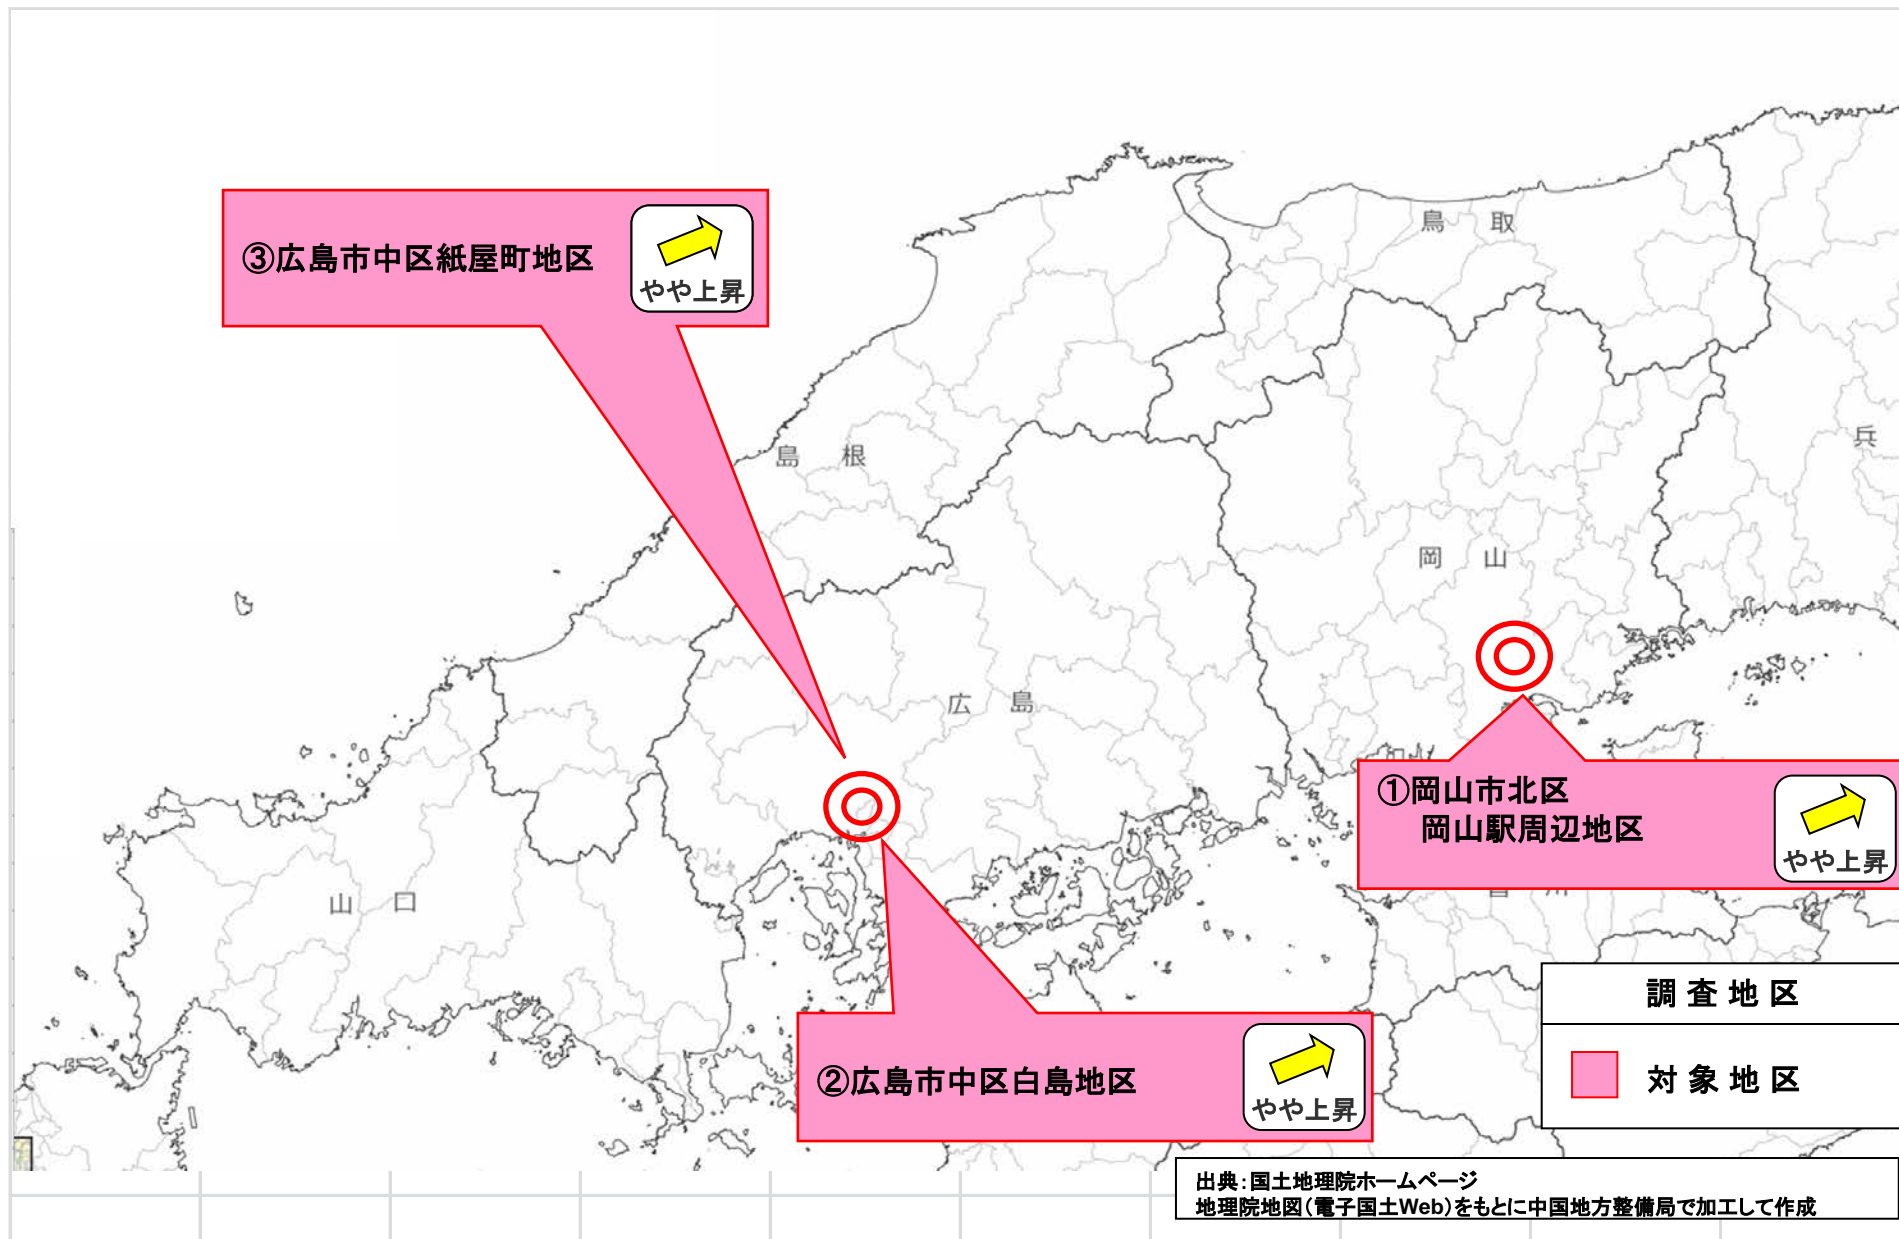 ③広島市中区紙屋町地区
やや上昇
鳥取
島根
兵
岡山
広島
①岡山市北区
岡山駅周辺地区
やや上昇
山口
調査地区
②広島市中区白島地区
やや上昇
対象地区
出典:国土地理院ホームページ
地理院地図(電子国土Web)をもとに中国地方整備局で加工して作成